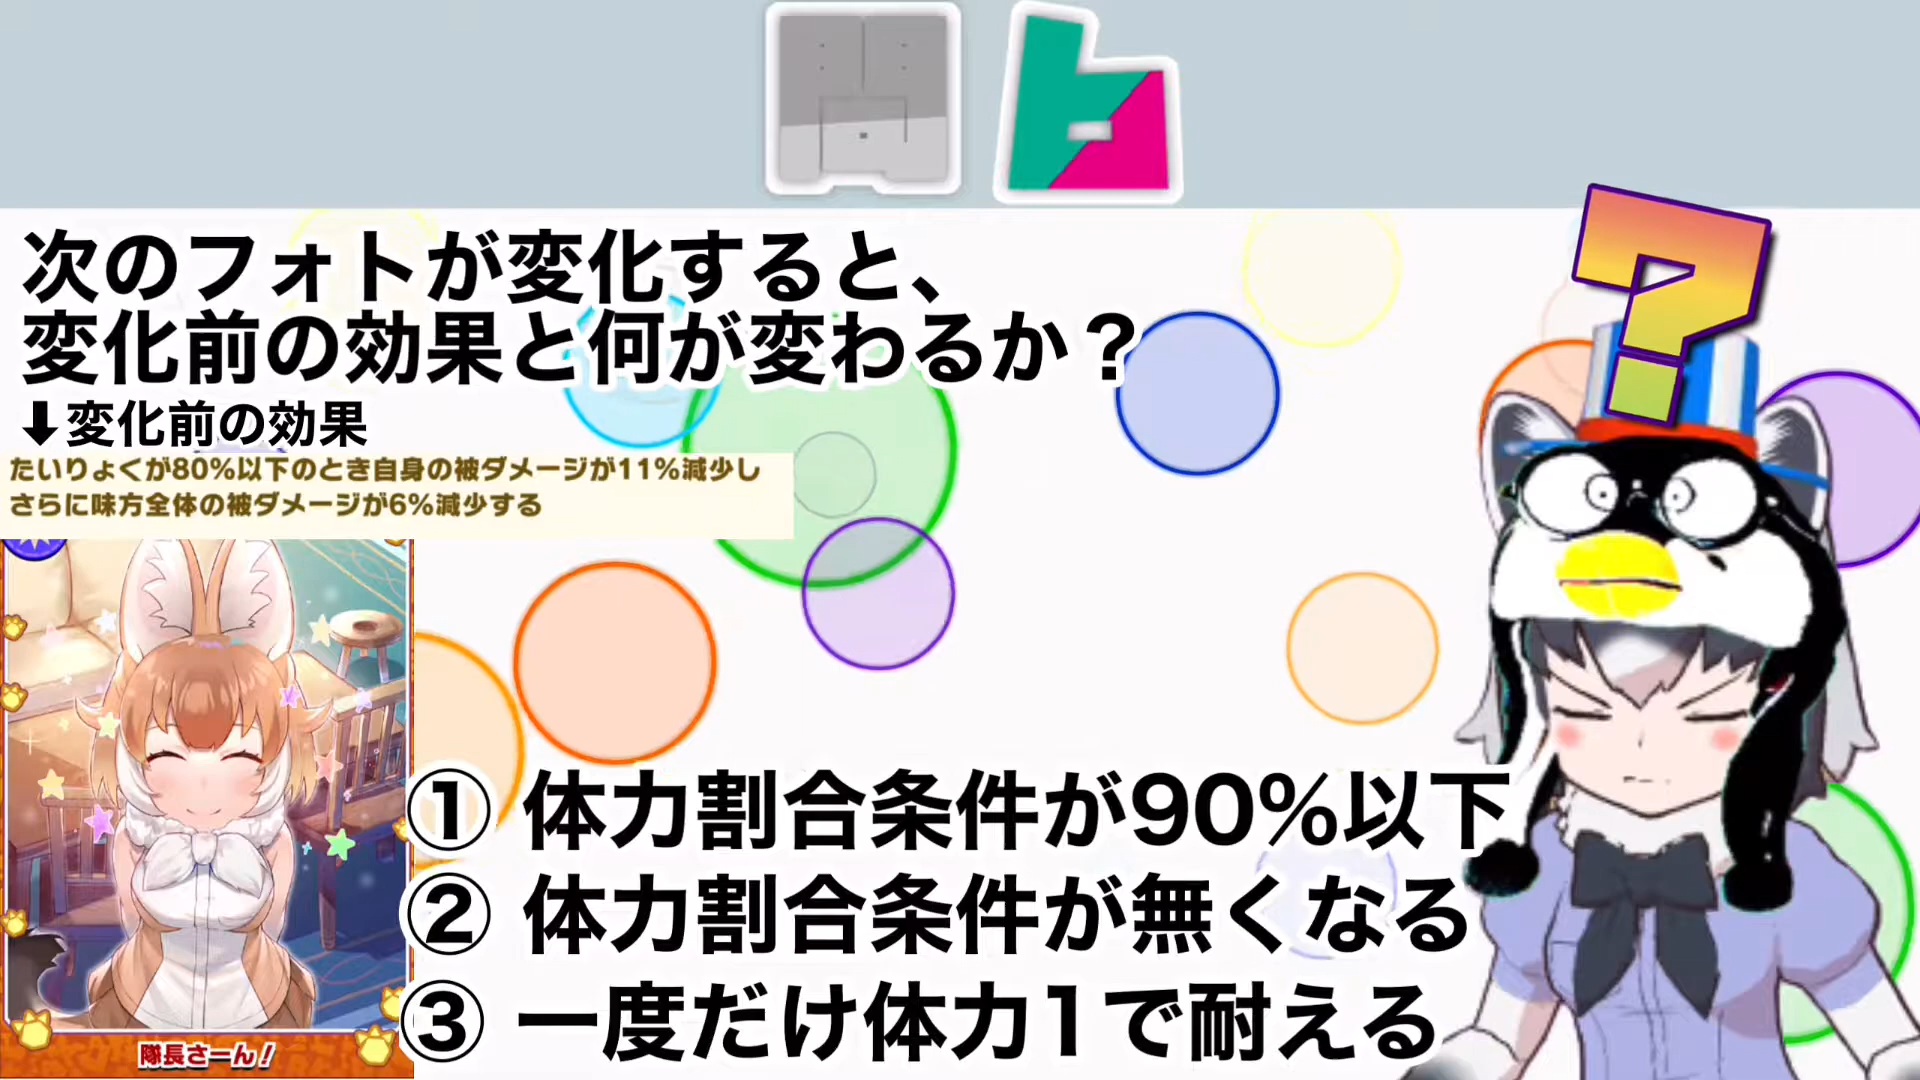 次のフォトが変化すると、
変化前の効果と何が変わるか？
⬇変化前の効果
たいりょくが80%以下のとき自身の被ダメージが11%減少し
さらに味方全体の被ダメージが6%減少する
① 体力割合条件が90%以下
② 体力割合条件が無くなる
③ 一度だけ体力1で耐える
隊長さーん！
?